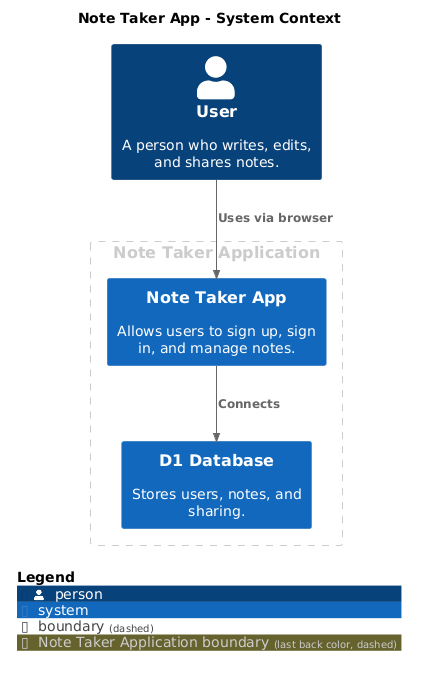 Note Taker App - System Context
User
A person who writes, edits,
and shares notes.
Uses via browser
Note Taker Application
Note Taker App
Allows users to sign up, sign
in, and manage notes.
Connects
D1 Database
Stores users, notes, and
sharing.
Legend
person
system
boundary (dashed)
Note Taker Application boundary (last back color, dashed)